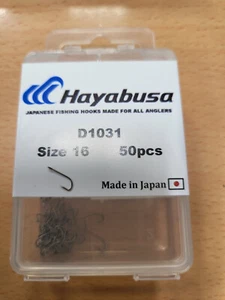 Hayabusa
JAPANESE FISHING HOOKS MADE FOR ALL ANGLERS
D1031
Size 16 50pcs
Made in Japan